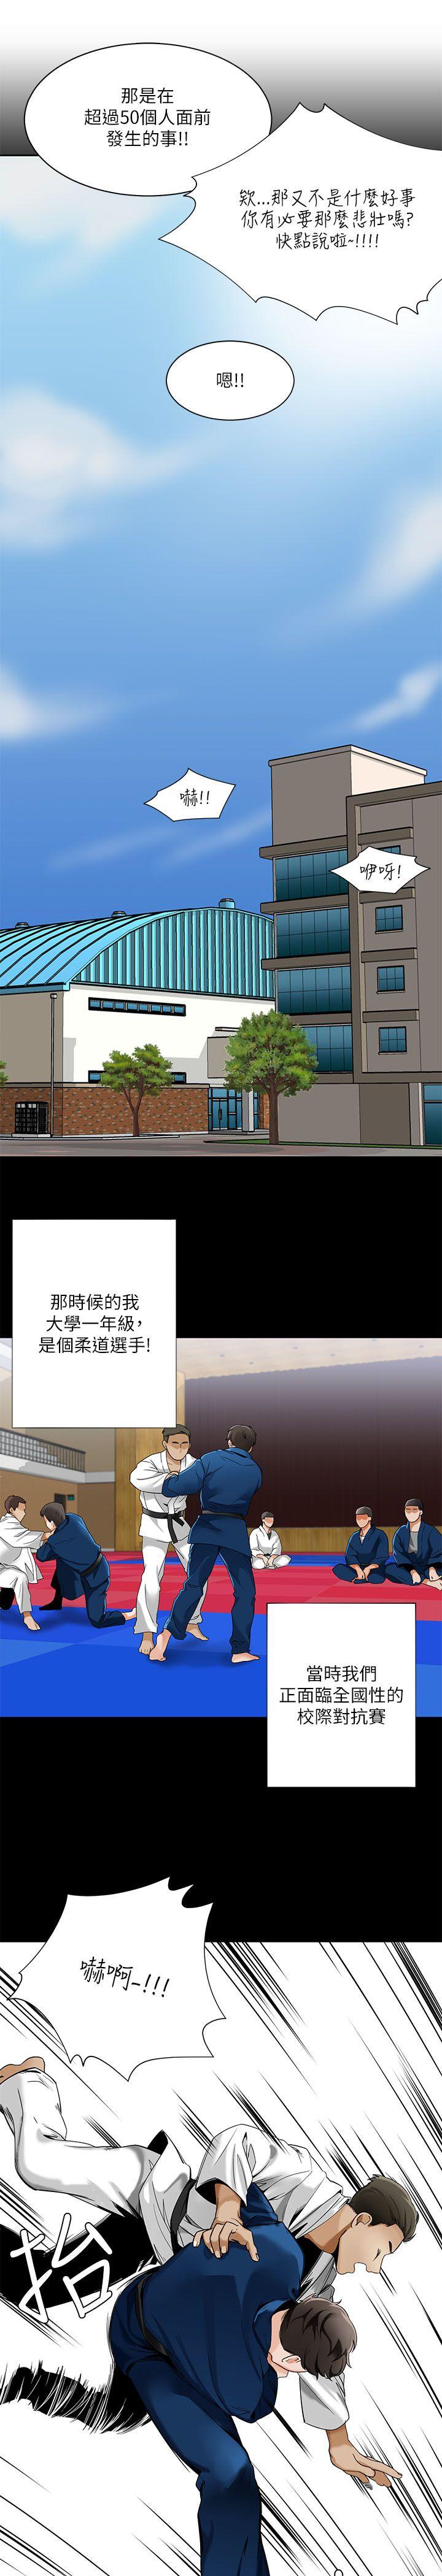 那是在
超過50個人面前
發生的事!!
欸...那又不是什麼好事
你有必要那麼悲壯嗎?
快點說啦~!!!!
嗯!!
嚇!!
咿呀!
那時候的我
大學一年級,
是個柔道選手!
當時我們
正面臨全國性的
校際對抗賽
嚇啊-!!!
抬